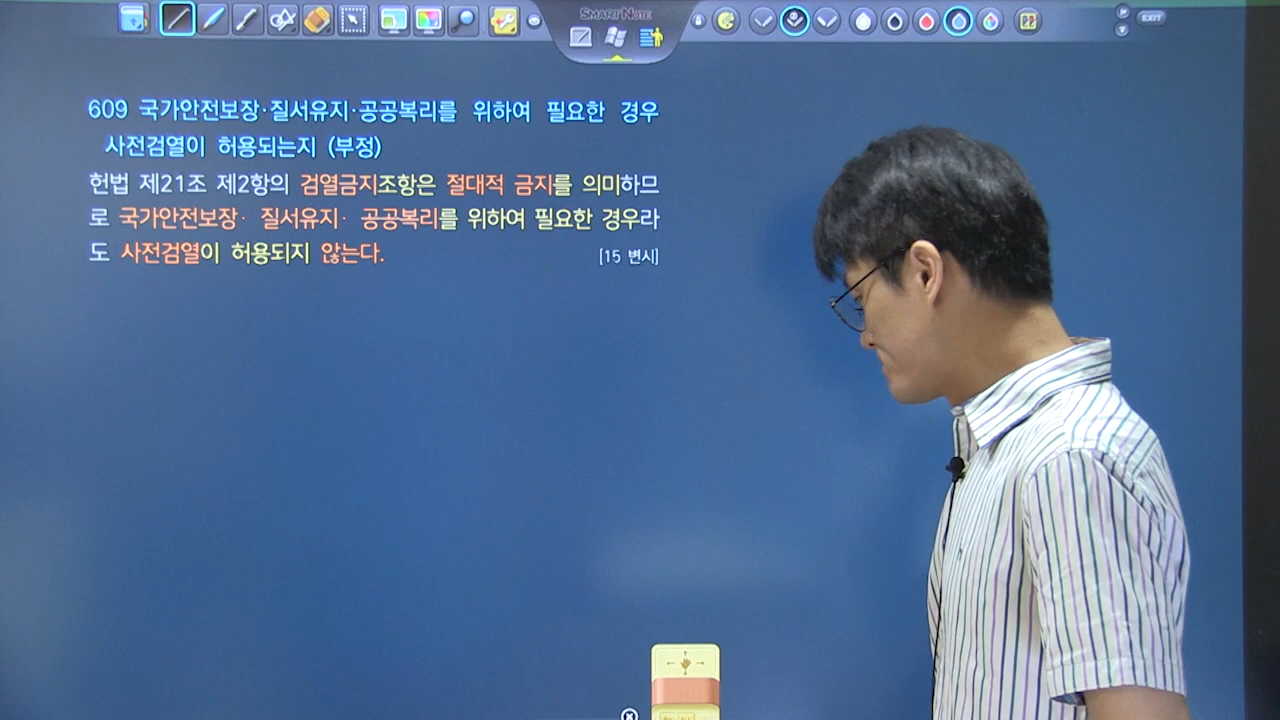 SMART NOTE
EXIT
609 국가안전보장·질서유지·공공복리를 위하여 필요한 경우
사전검열이 허용되는지 (부정)
헌법 제21조 제2항의 검열금지조항은 절대적 금지를 의미하므
로 국가안전보장· 질서유지· 공공복리를 위하여 필요한 경우라
도 사전검열이 허용되지 않는다. [15 변시]